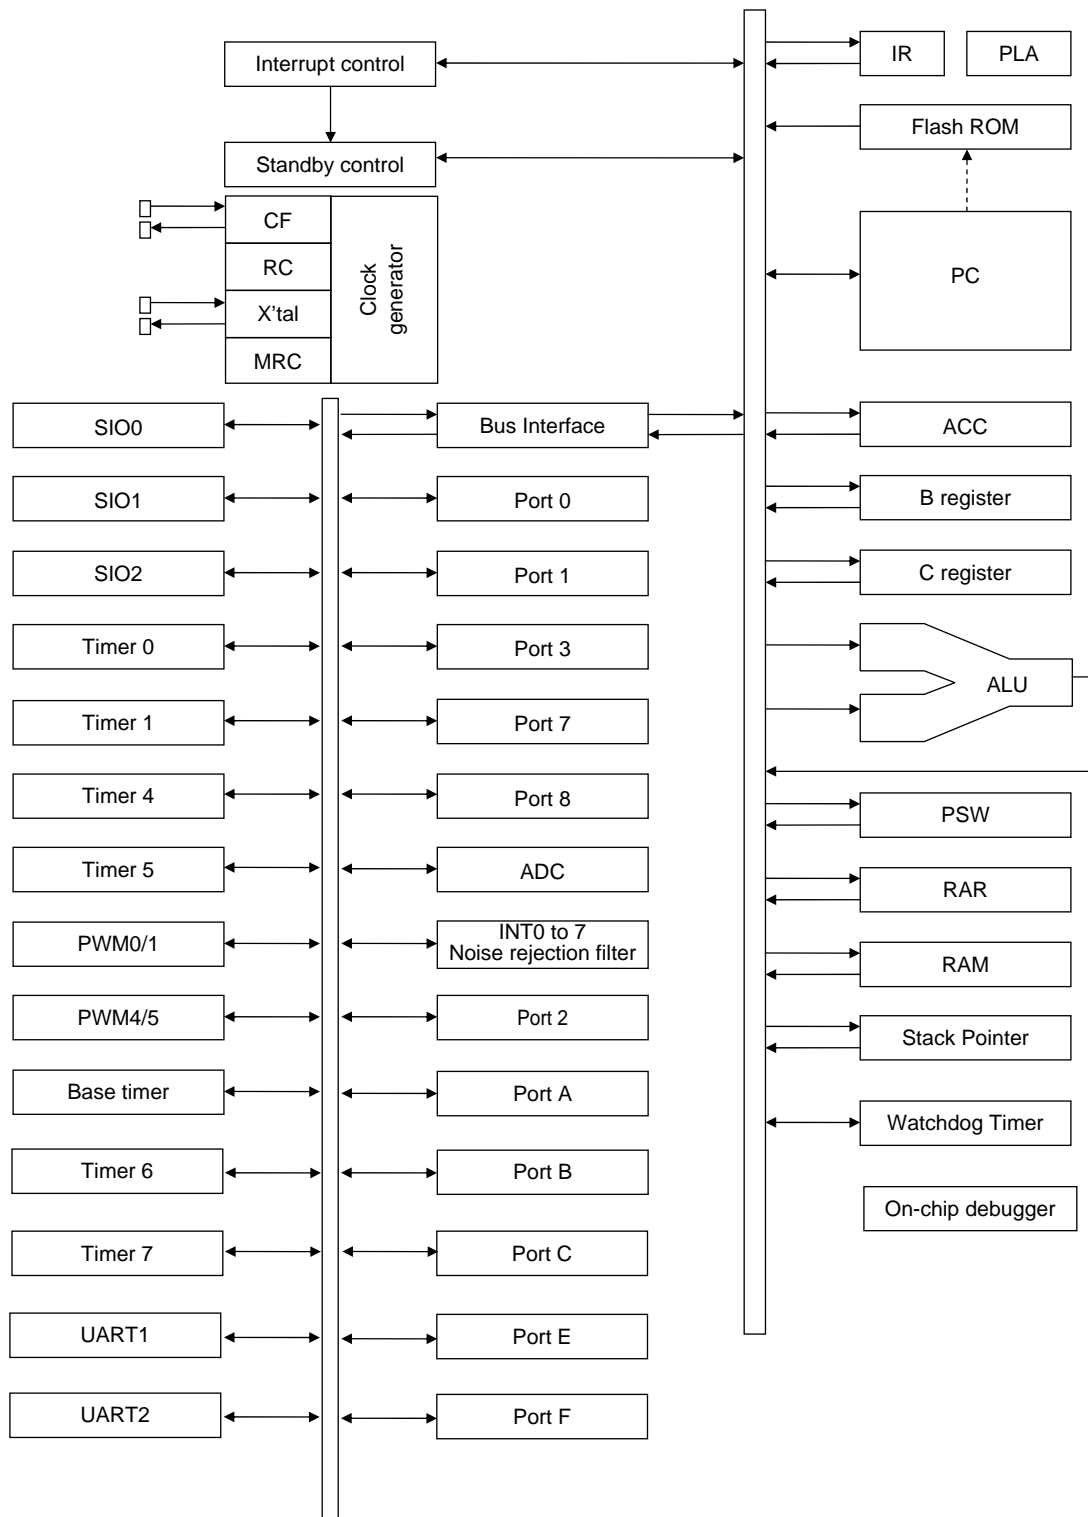 Interrupt control
IR
PLA
Flash ROM
Standby control
CF
RC
X'tal
MRC
Clock
generator
PC
SIO0
Bus Interface
ACC
SIO1
Port 0
B register
SIO2
Port 1
C register
Timer 0
Port 3
ALU
Timer 1
Port 7
Timer 4
Port 8
PSW
Timer 5
ADC
RAR
PWM0/1
INT0 to 7
Noise rejection filter
RAM
PWM4/5
Port 2
Stack Pointer
Base timer
Port A
Watchdog Timer
Timer 6
Port B
On-chip debugger
Timer 7
Port C
UART1
Port E
UART2
Port F